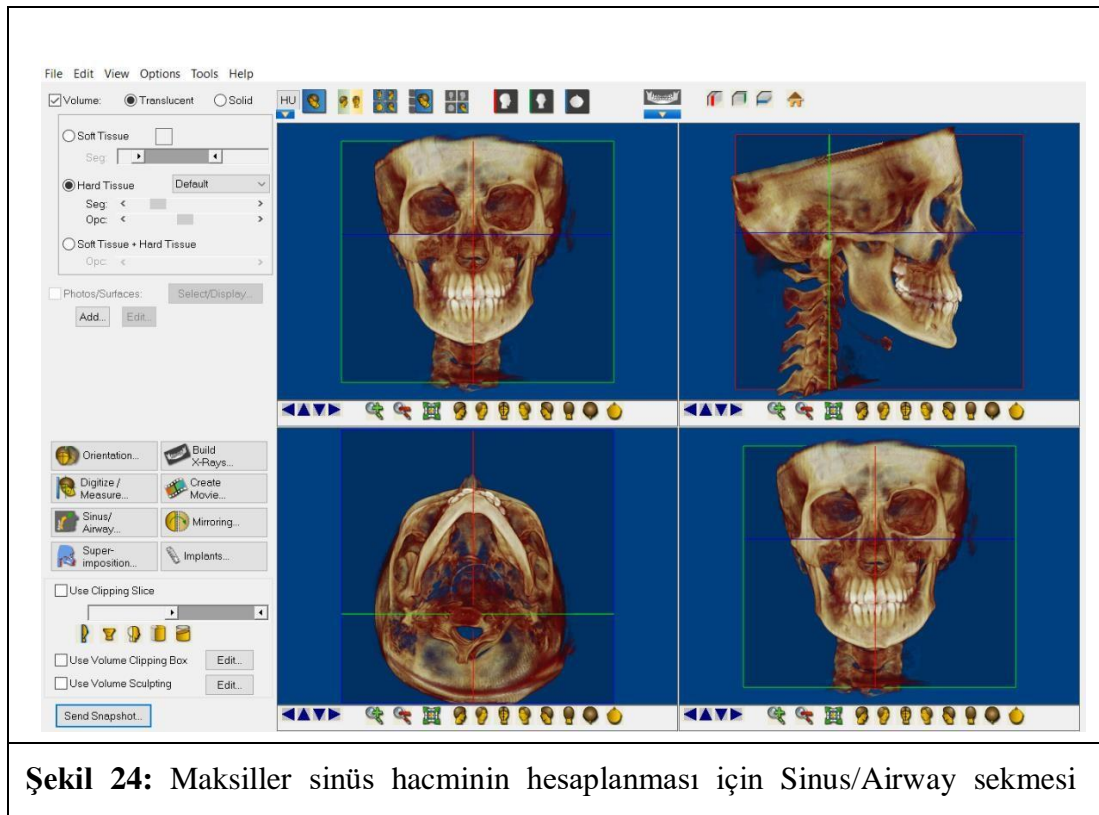 File Edit View Options Tools Help
Volume: Translucent Solid
HU
Soft Tissue
Seg:
Hard Tissue Default
Seg:
Opc:
Soft Tissue + Hard Tissue
Opc:
Photos/Surfaces: Select/Display...
Add... Edit...
Orientation... Build X-Rays...
Digitize / Measure... Create Movie...
Sinus/ Airway... Mirroring...
Super-imposition... Implants...
Use Clipping Slice
Use Volume Clipping Box Edit...
Use Volume Sculpting Edit...
Send Snapshot...
Şekil 24: Maksiller sinüs hacminin hesaplanması için Sinus/Airway sekmesi